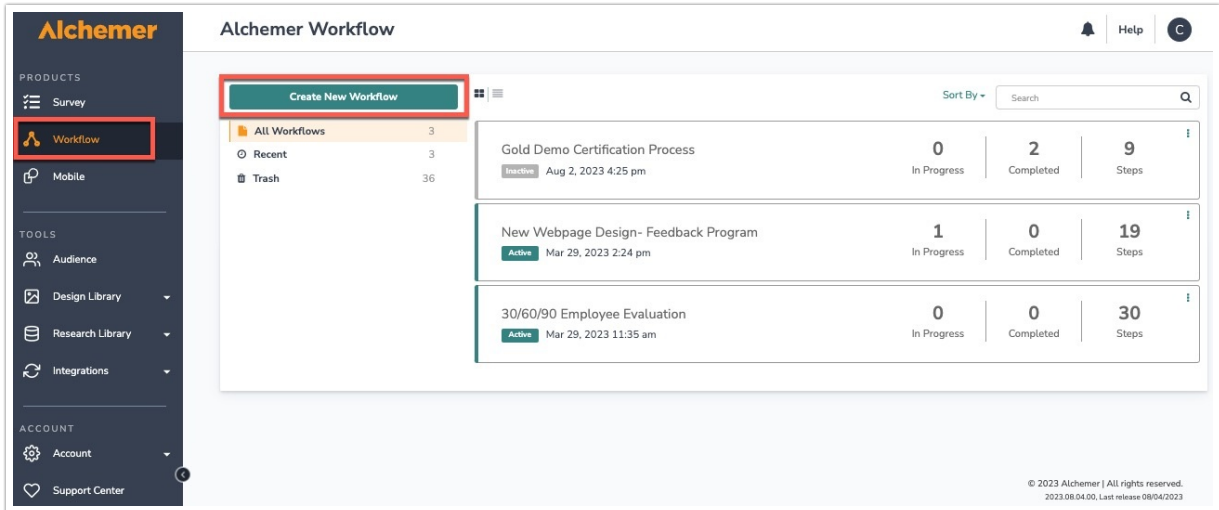 Alchemer
PRODUCTS
Survey
Workflow
Mobile
TOOLS
Audience
Design Library
Research Library
Integrations
ACCOUNT
Account
Support Center
Alchemer Workflow
Help
C
Create New Workflow
All Workflows 3
Recent 3
Trash 36
Sort By
Search
Gold Demo Certification Process
Inactive Aug 2, 2023 4:25 pm
0 2 9
In Progress Completed Steps
New Webpage Design- Feedback Program
Active Mar 29, 2023 2:24 pm
1 0 19
In Progress Completed Steps
30/60/90 Employee Evaluation
Active Mar 29, 2023 11:35 am
0 0 30
In Progress Completed Steps
© 2023 Alchemer | All rights reserved.
2023.08.04.00, Last release 08/04/2023